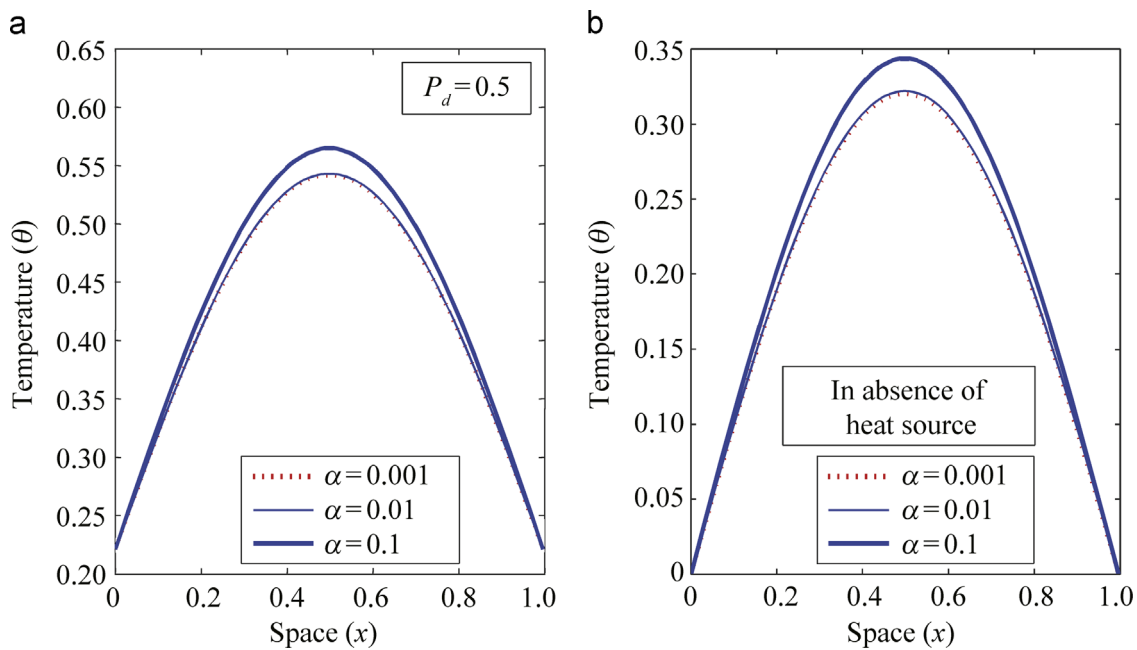 a
0.65
0.60
0.55
0.50
0.45
0.40
0.35
0.30
0.25
0.20
Temperature (θ)
P_d = 0.5
α = 0.001
α = 0.01
α = 0.1
0 0.2 0.4 0.6 0.8 1.0
Space (x)
b
0.35
0.30
0.25
0.20
0.15
0.10
0.05
0
Temperature (θ)
In absence of
heat source
α = 0.001
α = 0.01
α = 0.1
0 0.2 0.4 0.6 0.8 1.0
Space (x)